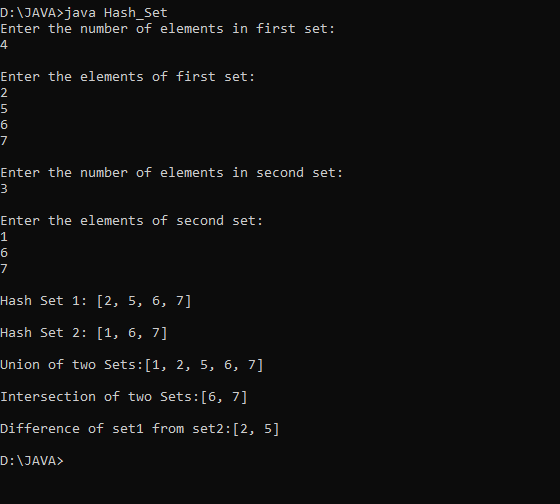 D:\JAVA>java Hash_Set
Enter the number of elements in first set:
4
Enter the elements of first set:
2
5
6
7
Enter the number of elements in second set:
3
Enter the elements of second set:
1
6
7
Hash Set 1: [2, 5, 6, 7]
Hash Set 2: [1, 6, 7]
Union of two Sets:[1, 2, 5, 6, 7]
Intersection of two Sets:[6, 7]
Difference of set1 from set2:[2, 5]
D:\JAVA>